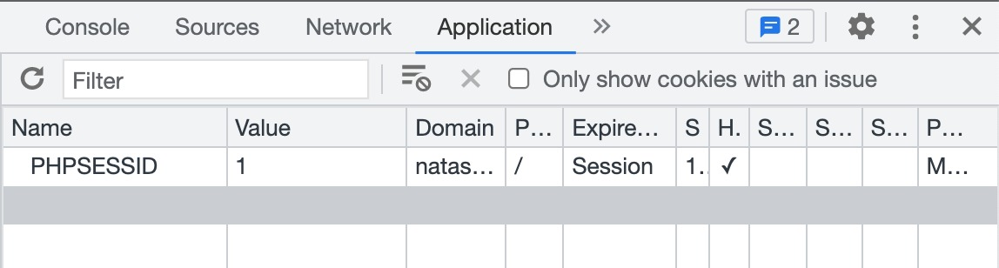 Console Sources Network Application 2
Filter Only show cookies with an issue
Name Value Domain P... Expire... S H. S... S... S... P...
PHPSESSID 1 natas... / Session 1.. ✓ M...